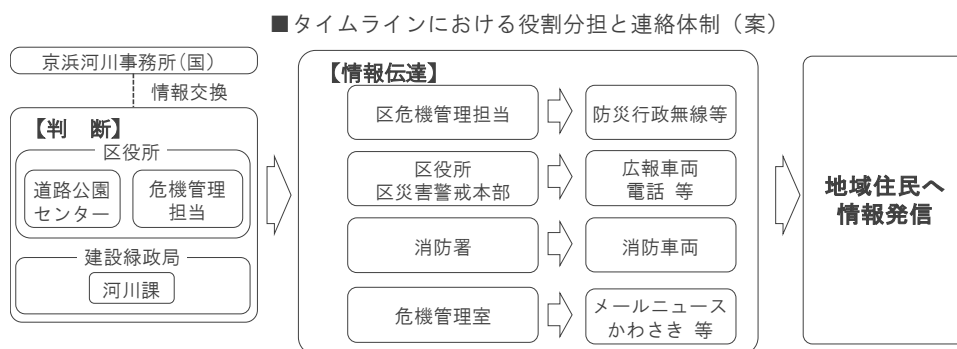 ■タイムラインにおける役割分担と連絡体制（案）
京浜河川事務所(国)
情報交換
【判　断】
区役所
道路公園
センター
危機管理
担当
建設緑政局
河川課
【情報伝達】
区危機管理担当
防災行政無線等
区役所
区災害警戒本部
広報車両
電話 等
消防署
消防車両
危機管理室
メールニュース
かわさき 等
地域住民へ
情報発信